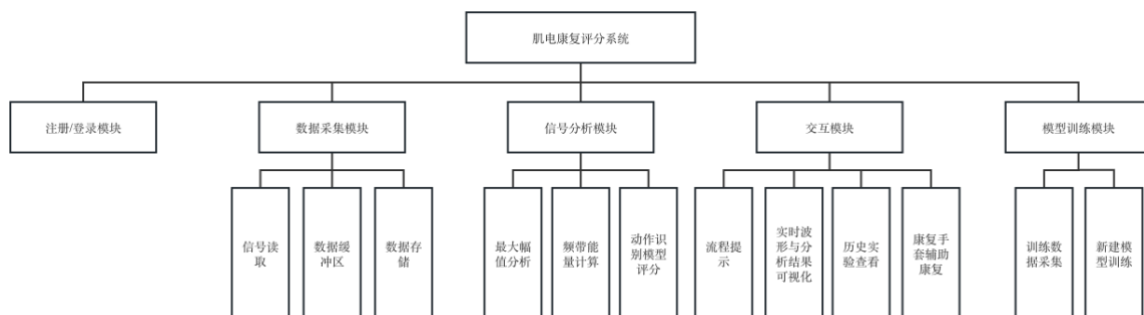 肌电康复评分系统
注册/登录模块
数据采集模块
信号分析模块
交互模块
模型训练模块
信号读
取
数据缓
冲区
数据存
储
最大幅
值分析
频带能
量计算
动作识
别模型
评分
流程提
示
实时波
形与分
析结果
可视化
历史实
验查看
康复手
套辅助
康复
训练数
据采集
新建模
型训练